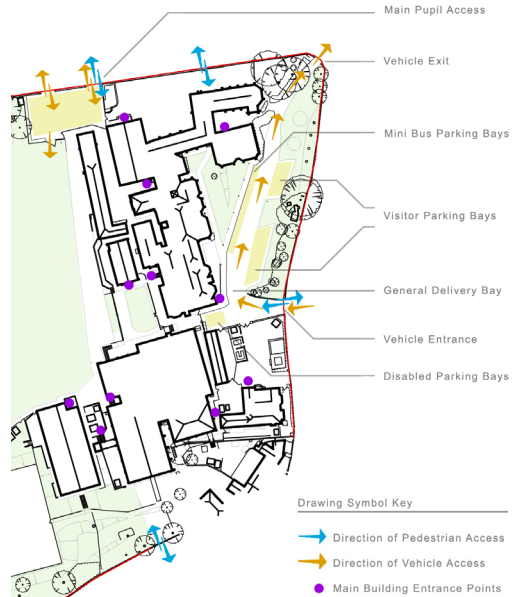 Main Pupil Access
Vehicle Exit
Mini Bus Parking Bays
Visitor Parking Bays
General Delivery Bay
Vehicle Entrance
Disabled Parking Bays
Drawing Symbol Key
Direction of Pedestrian Access
Direction of Vehicle Access
Main Building Entrance Points